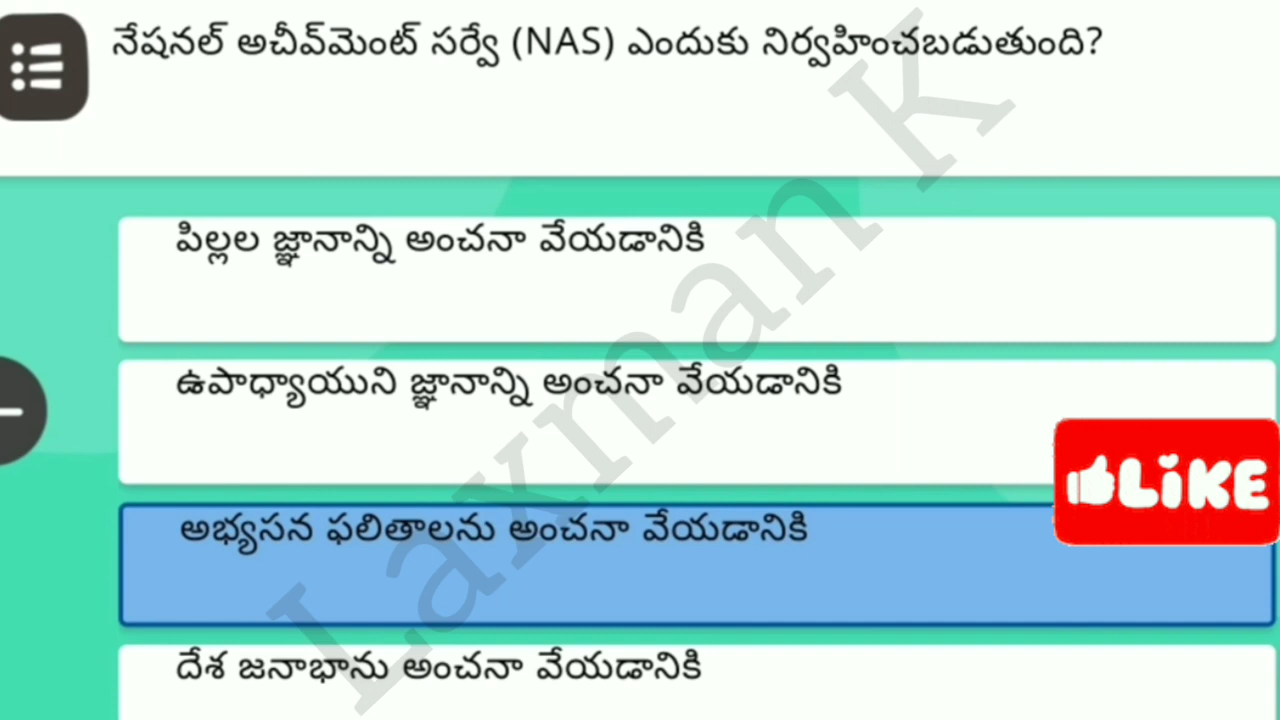 నేషనల్ అచీవ్‌మెంట్ సర్వే (NAS) ఎందుకు నిర్వహించబడుతుంది?
పిల్లల జ్ఞానాన్ని అంచనా వేయడానికి
ఉపాధ్యాయుని జ్ఞానాన్ని అంచనా వేయడానికి
LiKE
అభ్యసన ఫలితాలను అంచనా వేయడానికి
దేశ జనాభాను అంచనా వేయడానికి
Laxman K